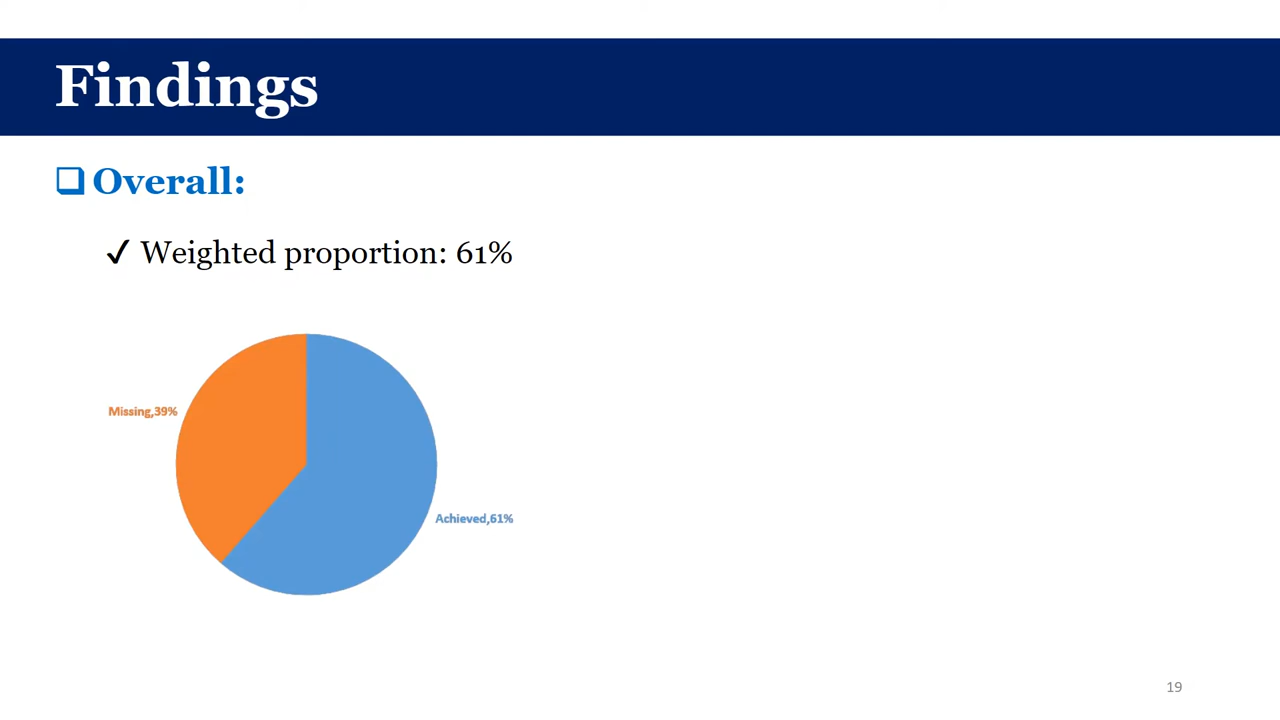 Findings
Overall:
✓ Weighted proportion: 61%
Missing,39%
Achieved,61%
19